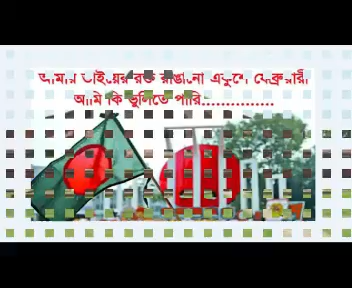 আমার ভাইয়ের রক্তে রাঙানো একুশে ফেব্রুয়ারী
আমি কি ভুলিতে পারি...............